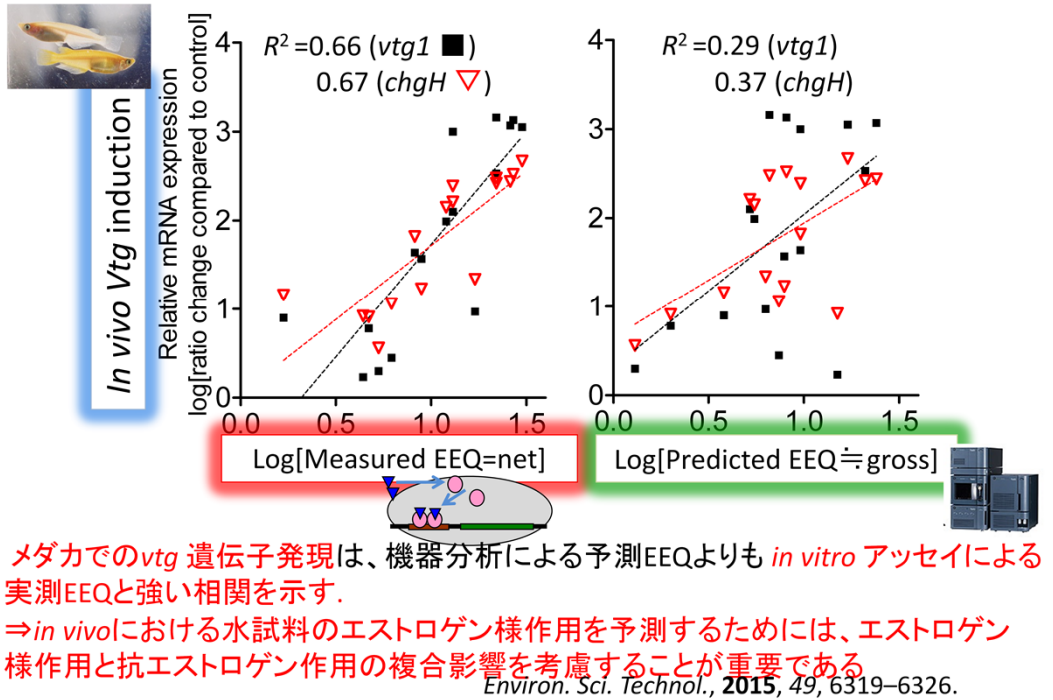 In vivo Vtg induction
Relative mRNA expression
log[ratio change compared to control]
R² =0.66 (vtg1 ■)
0.67 (chgH ▽)
4
3
2
1
0
0.0 0.5 1.0 1.5
Log[Measured EEQ=net]
R² =0.29 (vtg1)
0.37 (chgH)
4
3
2
1
0
0.0 0.5 1.0 1.5
Log[Predicted EEQ≒gross]
メダカでのvtg 遺伝子発現は、機器分析による予測EEQよりも in vitro アッセイによる
実測EEQと強い相関を示す.
⇒in vivoにおける水試料のエストロゲン様作用を予測するためには、エストロゲン
様作用と抗エストロゲン作用の複合影響を考慮することが重要である
Environ. Sci. Technol., 2015, 49, 6319–6326.